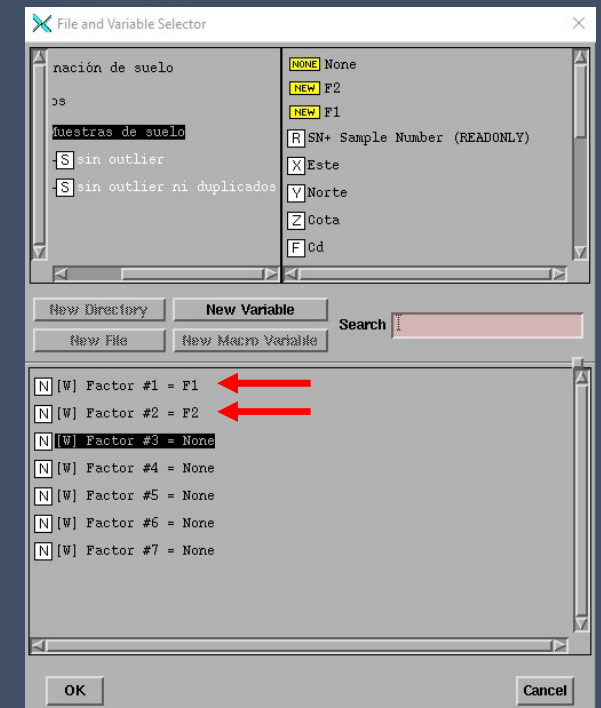 File and Variable Selector
nación de suelo
os
Muestras de suelo
S sin outlier
S sin outlier ni duplicados
NONE None
NEW F2
NEW F1
R SN+ Sample Number (READONLY)
X Este
Y Norte
Z Cota
F Cd
New Directory
New Variable
New File
New Macro Variable
Search
N [W] Factor #1 = F1
N [W] Factor #2 = F2
N [W] Factor #3 = None
N [W] Factor #4 = None
N [W] Factor #5 = None
N [W] Factor #6 = None
N [W] Factor #7 = None
OK
Cancel